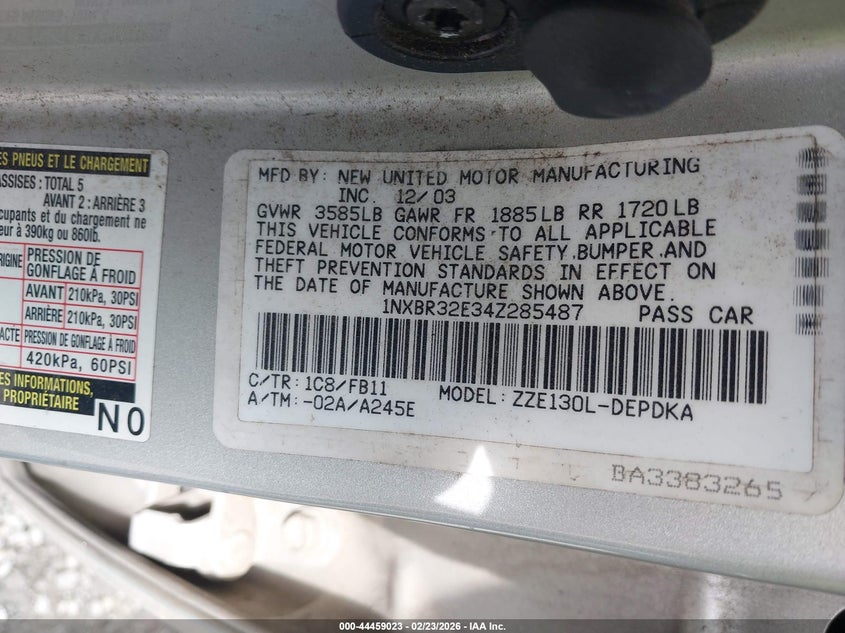 ES PNEUS ET LE CHARGEMENT
ASSISES : TOTAL 5
AVANT 2 : ARRIÈRE 3
cupants et du chargement ne
eur à 390kg ou 860lb.
RIGINE PRESSION DE GONFLAGE À FROID
AVANT 210kPa, 30PSI
ARRIÈRE 210kPa, 30PSI
ACTE PRESSION DE GONFLAGE À FROID
420kPa, 60PSI
ES INFORMATIONS,
PROPRIÉTAIRE
NO
MFD BY: NEW UNITED MOTOR MANUFACTURING
INC. 12/03
GVWR 3585LB GAWR FR 1885LB RR 1720LB
THIS VEHICLE CONFORMS TO ALL APPLICABLE
FEDERAL MOTOR VEHICLE SAFETY,BUMPER,AND
THEFT PREVENTION STANDARDS IN EFFECT ON
THE DATE OF MANUFACTURE SHOWN ABOVE.
1NXBR32E34Z285487 PASS CAR
C/TR: 1C8/FB11 MODEL: ZZE130L-DEPDKA
A/TM: -02A/A245E
BA3383265
000-44459023 — 02/23/2026 — IAA Inc.